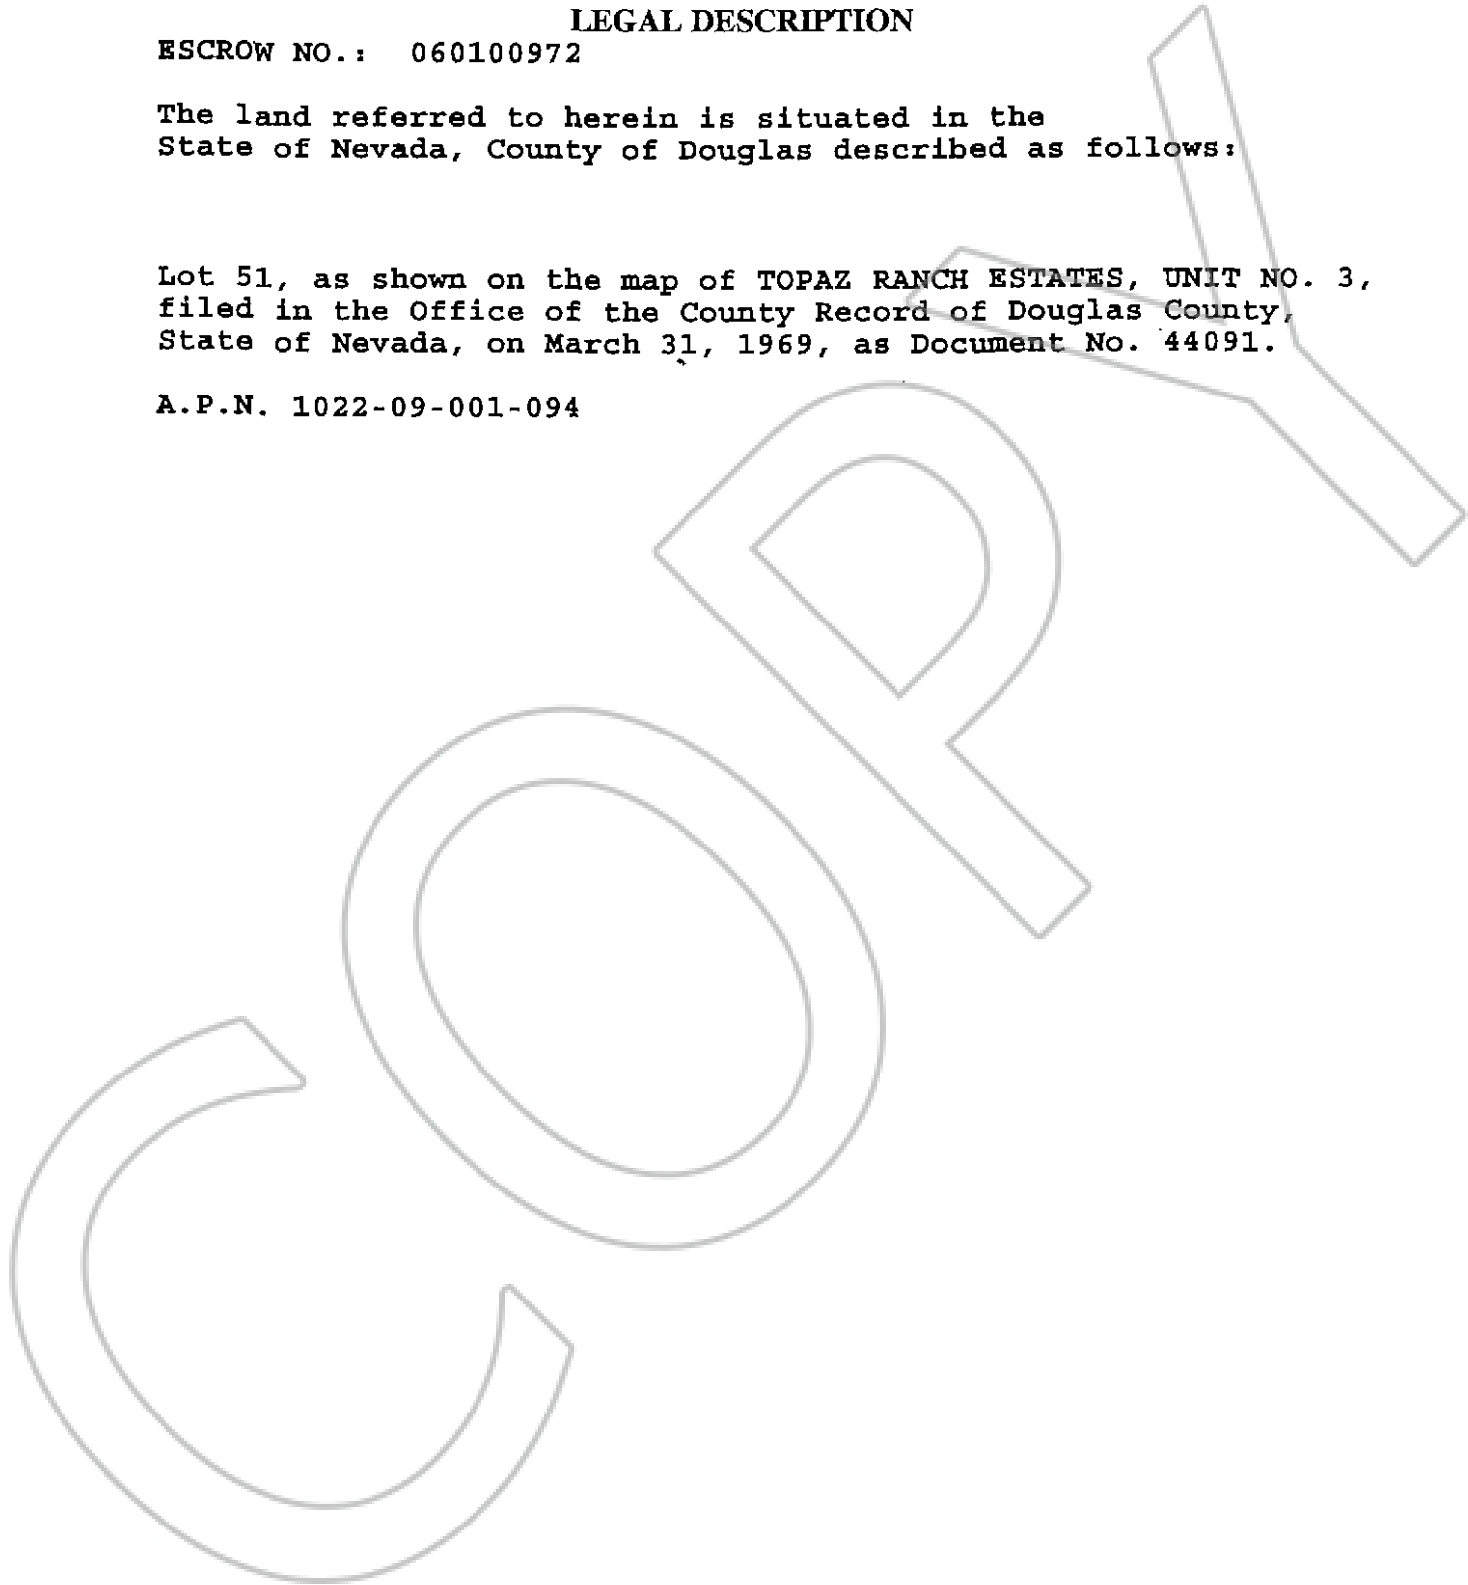 LEGAL DESCRIPTION
ESCROW NO.: 060100972
The land referred to herein is situated in the
State of Nevada, County of Douglas described as follows:
Lot 51, as shown on the map of TOPAZ RANCH ESTATES, UNIT NO. 3,
filed in the Office of the County Record of Douglas County,
State of Nevada, on March 31, 1969, as Document No. 44091.
A.P.N. 1022-09-001-094
COPY